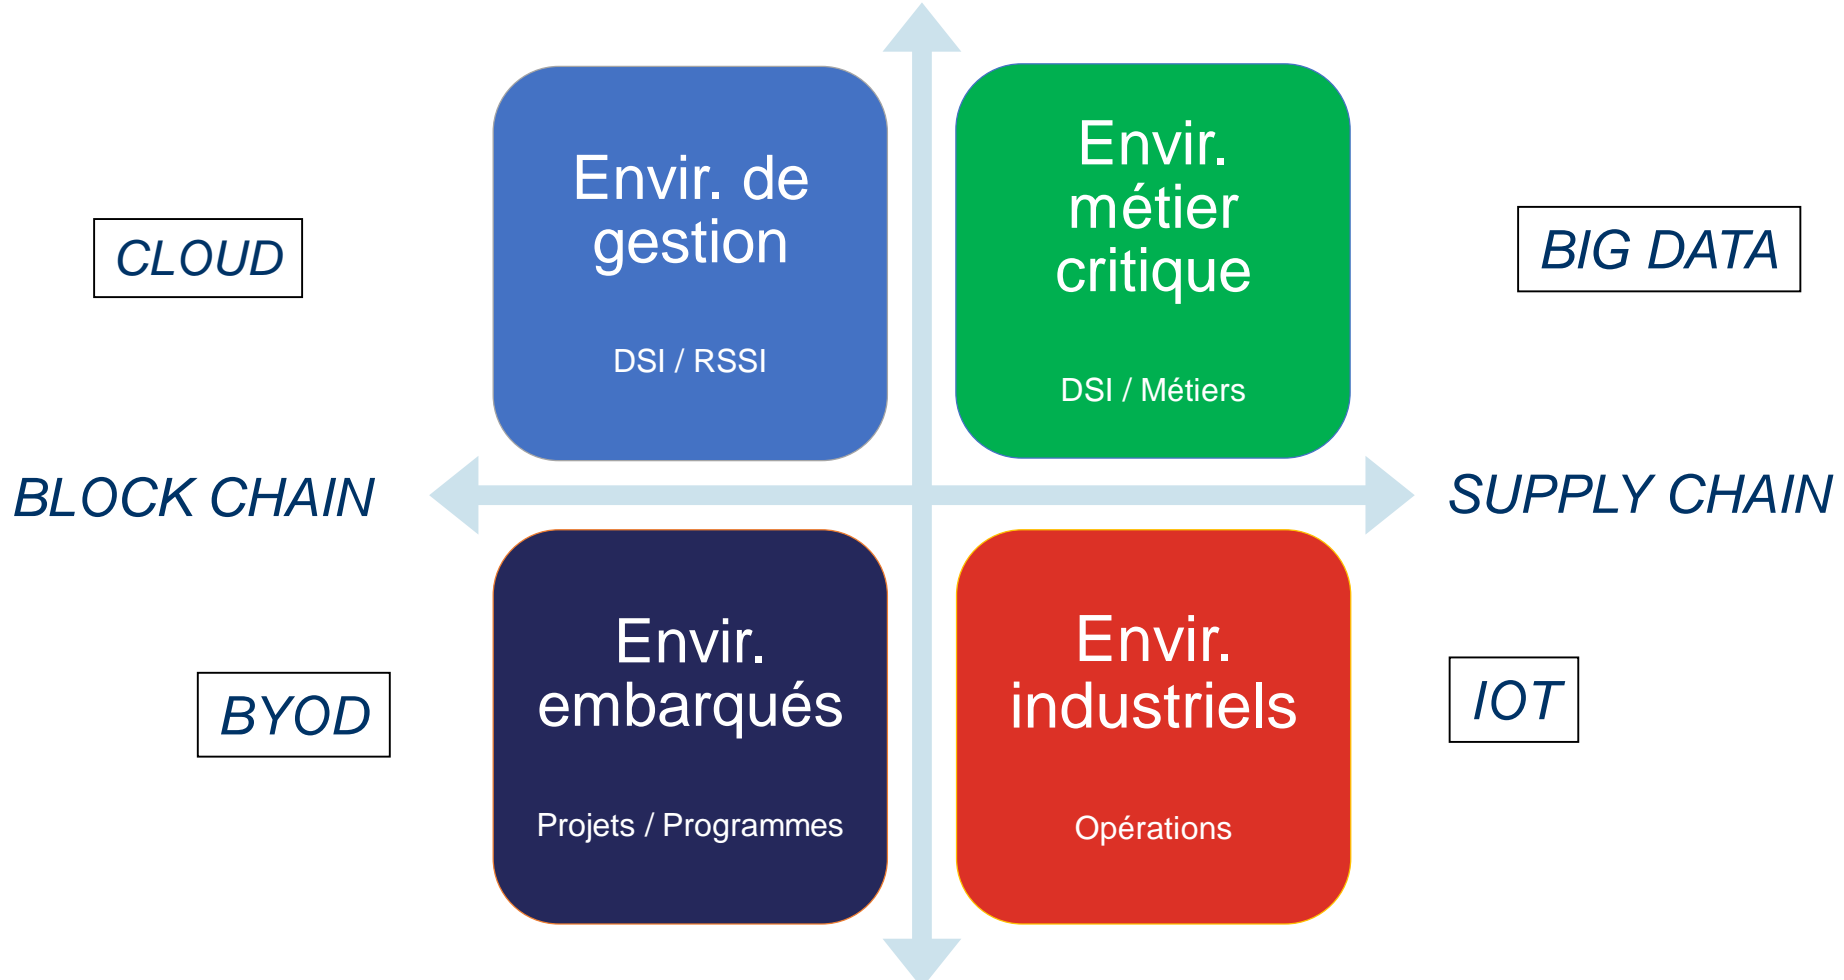 Envir. de
gestion
DSI / RSSI
Envir.
métier
critique
DSI / Métiers
CLOUD
BIG DATA
BLOCK CHAIN
SUPPLY CHAIN
Envir.
embarqués
Projets / Programmes
Envir.
industriels
Opérations
BYOD
IOT